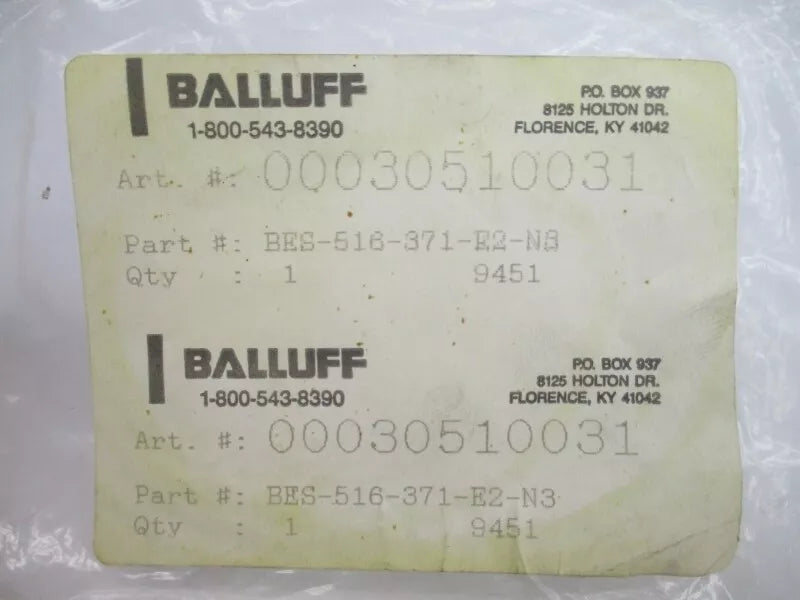 BALLUFF
1-800-543-8390
P.O. BOX 937
8125 HOLTON DR.
FLORENCE, KY 41042
Art. #: 00030510031
Part #: BES-516-371-E2-N3
Qty : 1 9451
BALLUFF
1-800-543-8390
P.O. BOX 937
8125 HOLTON DR.
FLORENCE, KY 41042
Art. #: 00030510031
Part #: BES-516-371-E2-N3
Qty : 1 9451